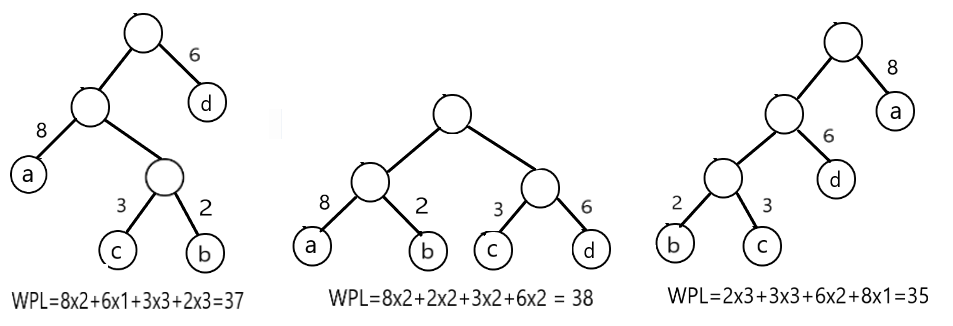 6
d
8
a
3
2
c
b
WPL=8x2+6x1+3x3+2x3=37
8
2
3
6
a
b
c
d
WPL=8x2+2x2+3x2+6x2 = 38
8
a
6
d
2
3
b
c
WPL=2x3+3x3+6x2+8x1=35